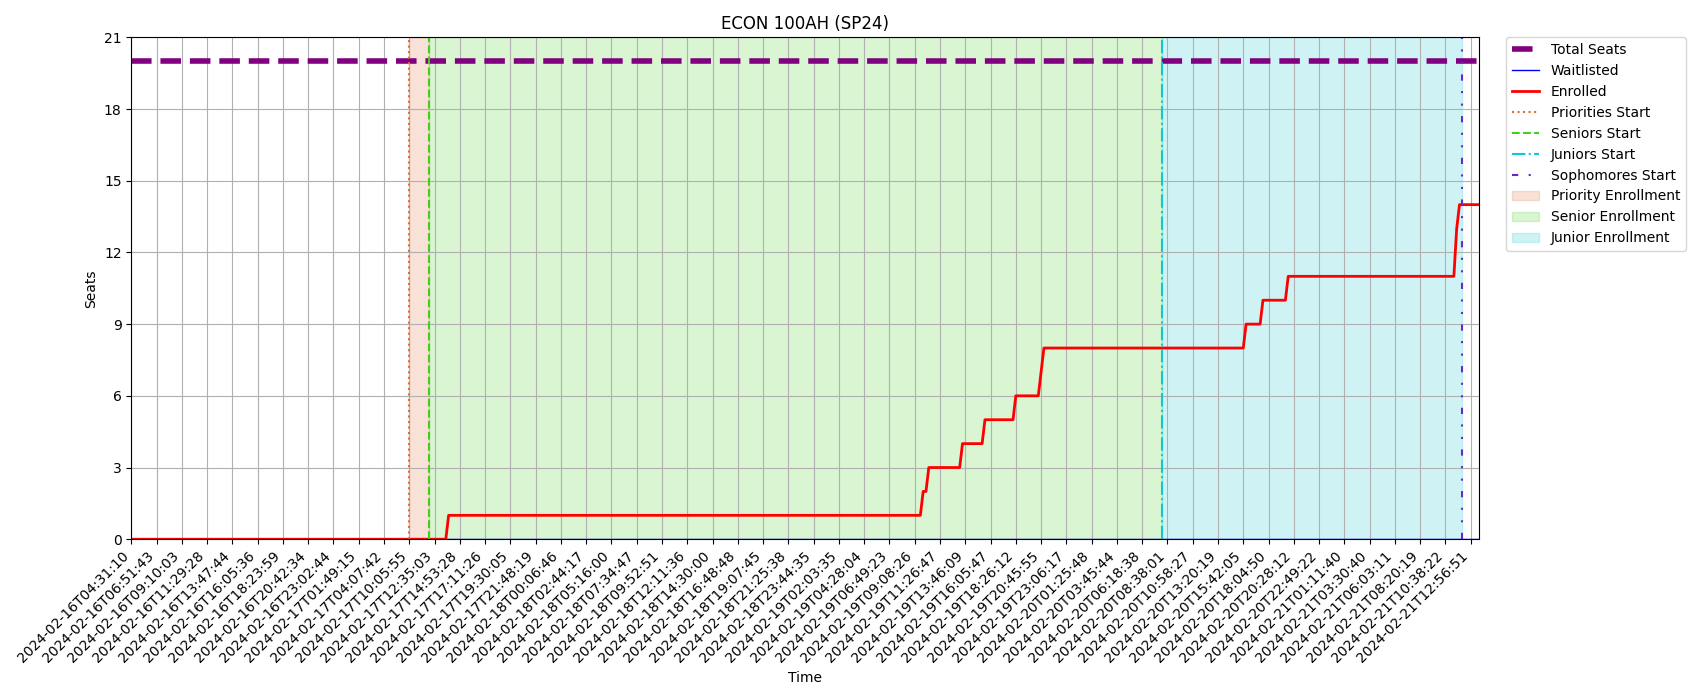 ECON 100AH (SP24)
21
18
15
12
9
6
3
0
Seats
2024-02-16T04:31:10
2024-02-16T06:51:43
2024-02-16T09:10:03
2024-02-16T11:29:28
2024-02-16T13:47:44
2024-02-16T16:05:36
2024-02-16T18:23:59
2024-02-16T20:42:34
2024-02-16T23:02:44
2024-02-17T01:49:15
2024-02-17T04:07:42
2024-02-17T10:05:55
2024-02-17T12:35:03
2024-02-17T14:53:28
2024-02-17T17:11:26
2024-02-17T19:30:05
2024-02-17T21:48:19
2024-02-18T00:06:46
2024-02-18T02:44:17
2024-02-18T05:16:00
2024-02-18T07:34:47
2024-02-18T09:52:51
2024-02-18T12:11:36
2024-02-18T14:30:00
2024-02-18T16:48:48
2024-02-18T19:07:45
2024-02-18T21:25:38
2024-02-18T23:44:35
2024-02-19T02:03:35
2024-02-19T04:28:04
2024-02-19T06:49:23
2024-02-19T09:08:26
2024-02-19T11:26:47
2024-02-19T13:46:09
2024-02-19T16:05:47
2024-02-19T18:26:12
2024-02-19T20:45:55
2024-02-19T23:06:17
2024-02-20T01:25:48
2024-02-20T03:45:44
2024-02-20T06:18:38
2024-02-20T08:38:01
2024-02-20T10:58:27
2024-02-20T13:20:19
2024-02-20T15:42:05
2024-02-20T18:04:50
2024-02-20T20:28:12
2024-02-20T22:49:22
2024-02-21T01:11:40
2024-02-21T03:30:40
2024-02-21T06:03:11
2024-02-21T08:20:19
2024-02-21T10:38:22
2024-02-21T12:56:51
Time
Total Seats
Waitlisted
Enrolled
Priorities Start
Seniors Start
Juniors Start
Sophomores Start
Priority Enrollment
Senior Enrollment
Junior Enrollment